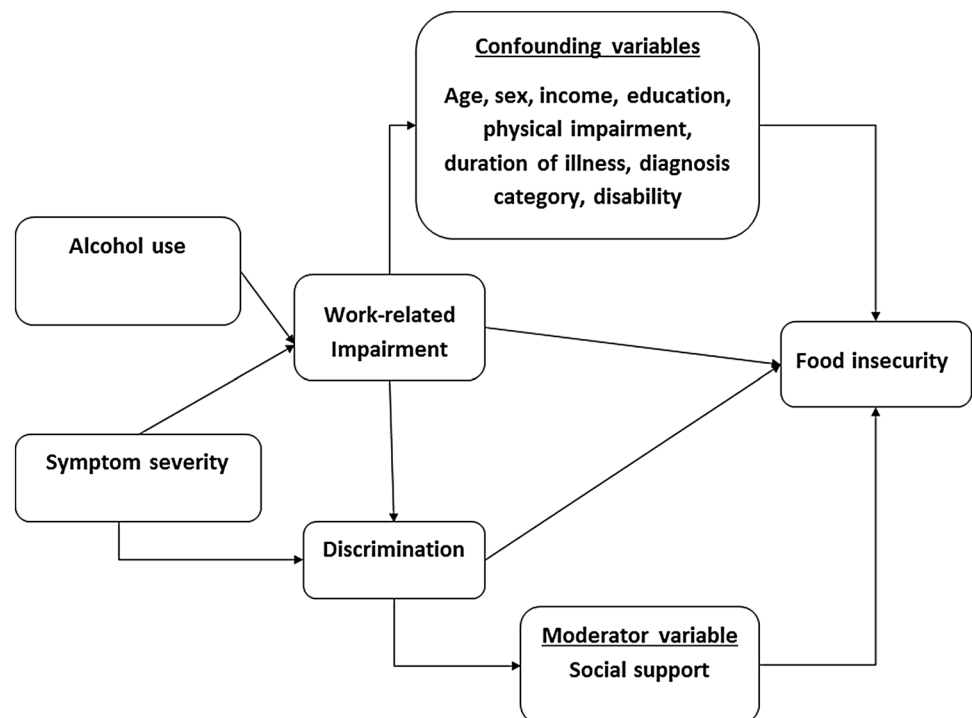 Confounding variables
Age, sex, income, education,
physical impairment,
duration of illness, diagnosis
category, disability
Alcohol use
Work-related
Impairment
Food insecurity
Symptom severity
Discrimination
Moderator variable
Social support